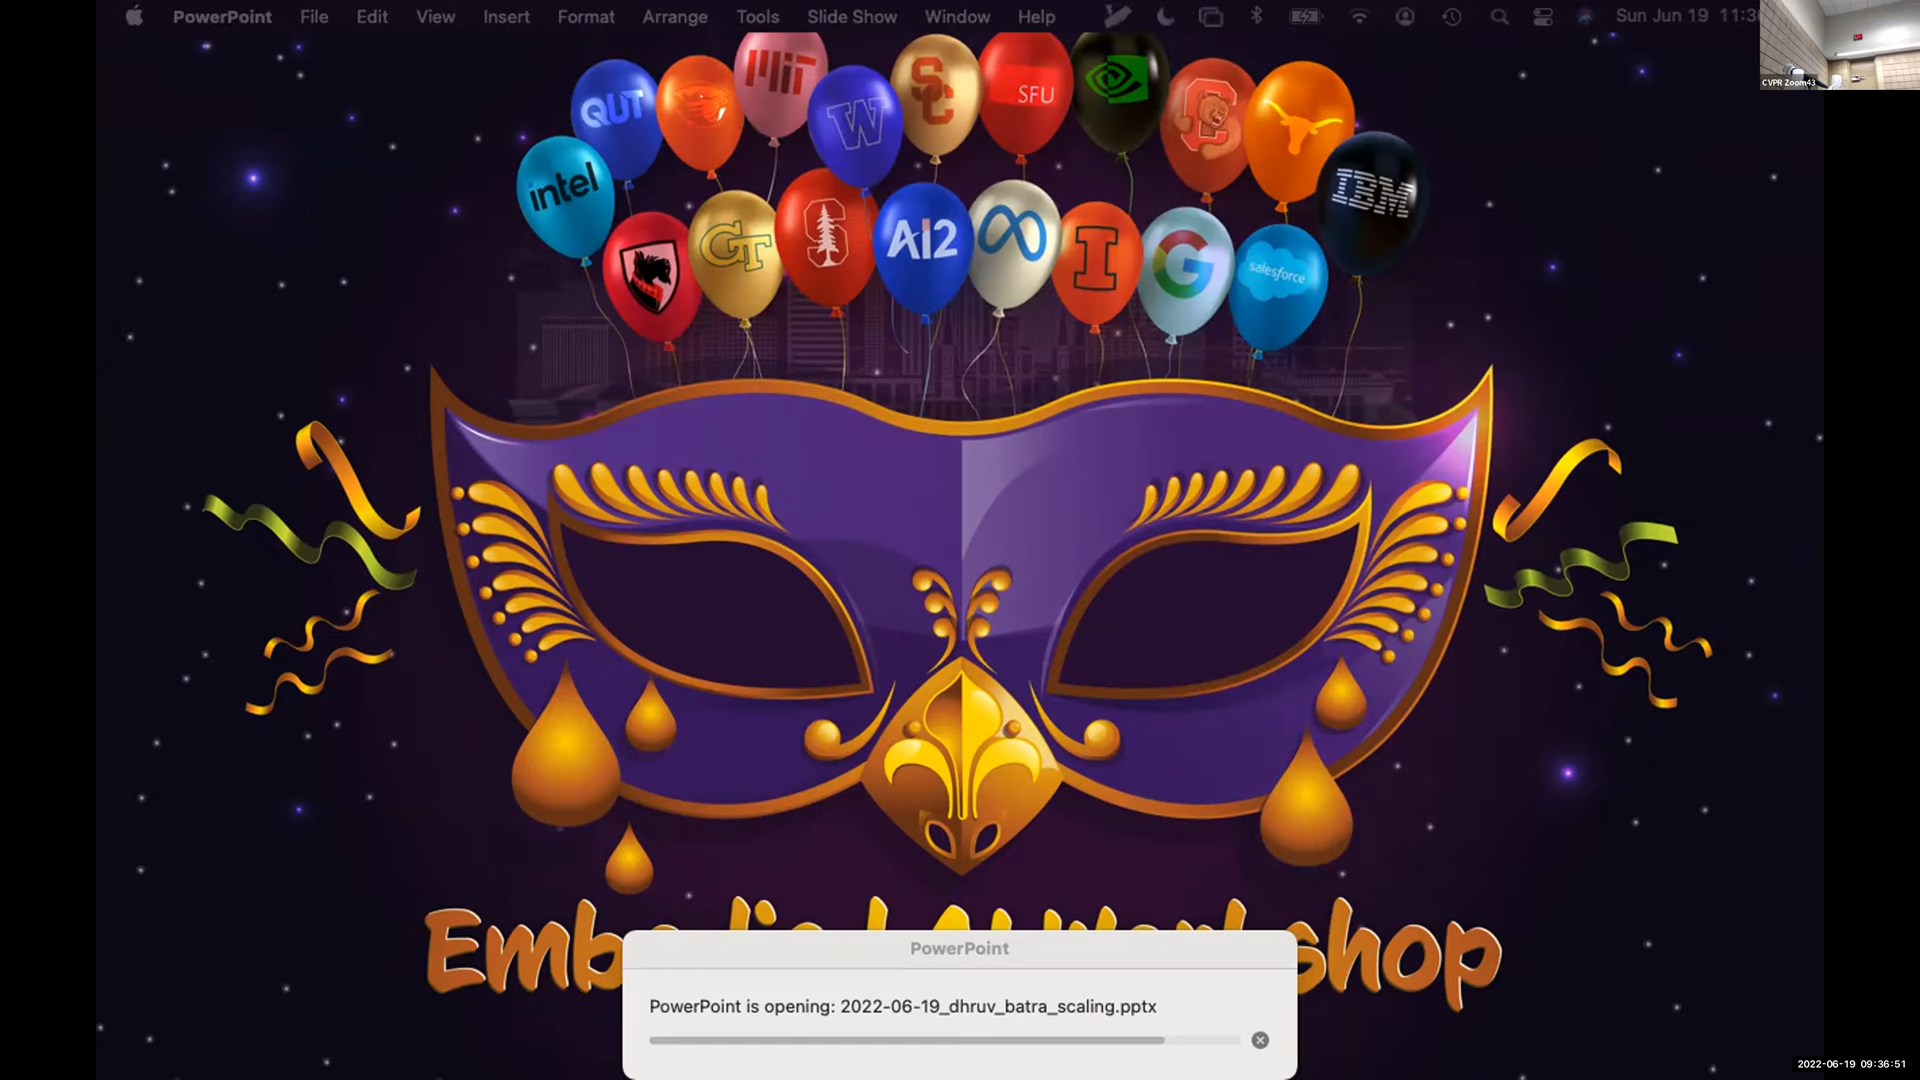 PowerPoint File Edit View Insert Format Arrange Tools Slide Show Window Help Sun Jun 19
CVPR Zoom43
QUT
MiT
W
SC
SFU
C
intel
IBM
GT
S
Ai2
I
G
salesforce
PowerPoint
PowerPoint is opening: 2022-06-19_dhruv_batra_scaling.pptx
2022-06-19 09:36:51